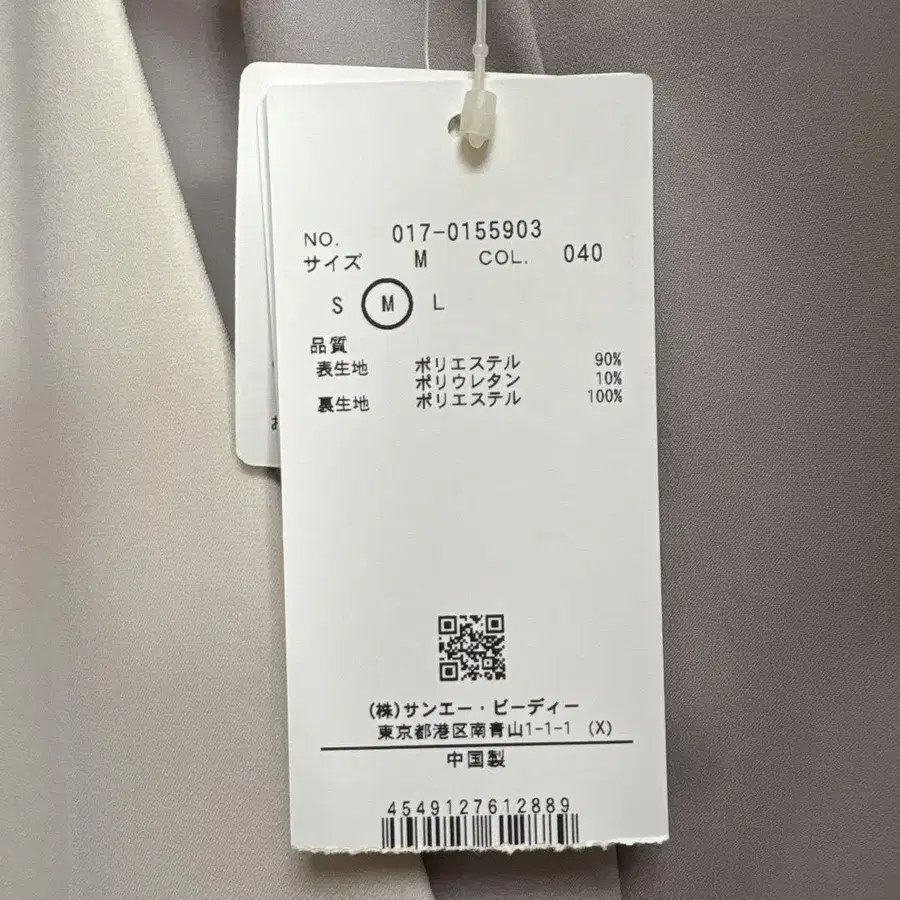 NO. 017-0155903
サイズ M COL. 040
S M L
品質
表生地 ポリエステル 90%
ポリウレタン 10%
裏生地 ポリエステル 100%
(株)サンエー・ビーディー
東京都港区南青山1-1-1 (X)
中国製
4549127612889
お